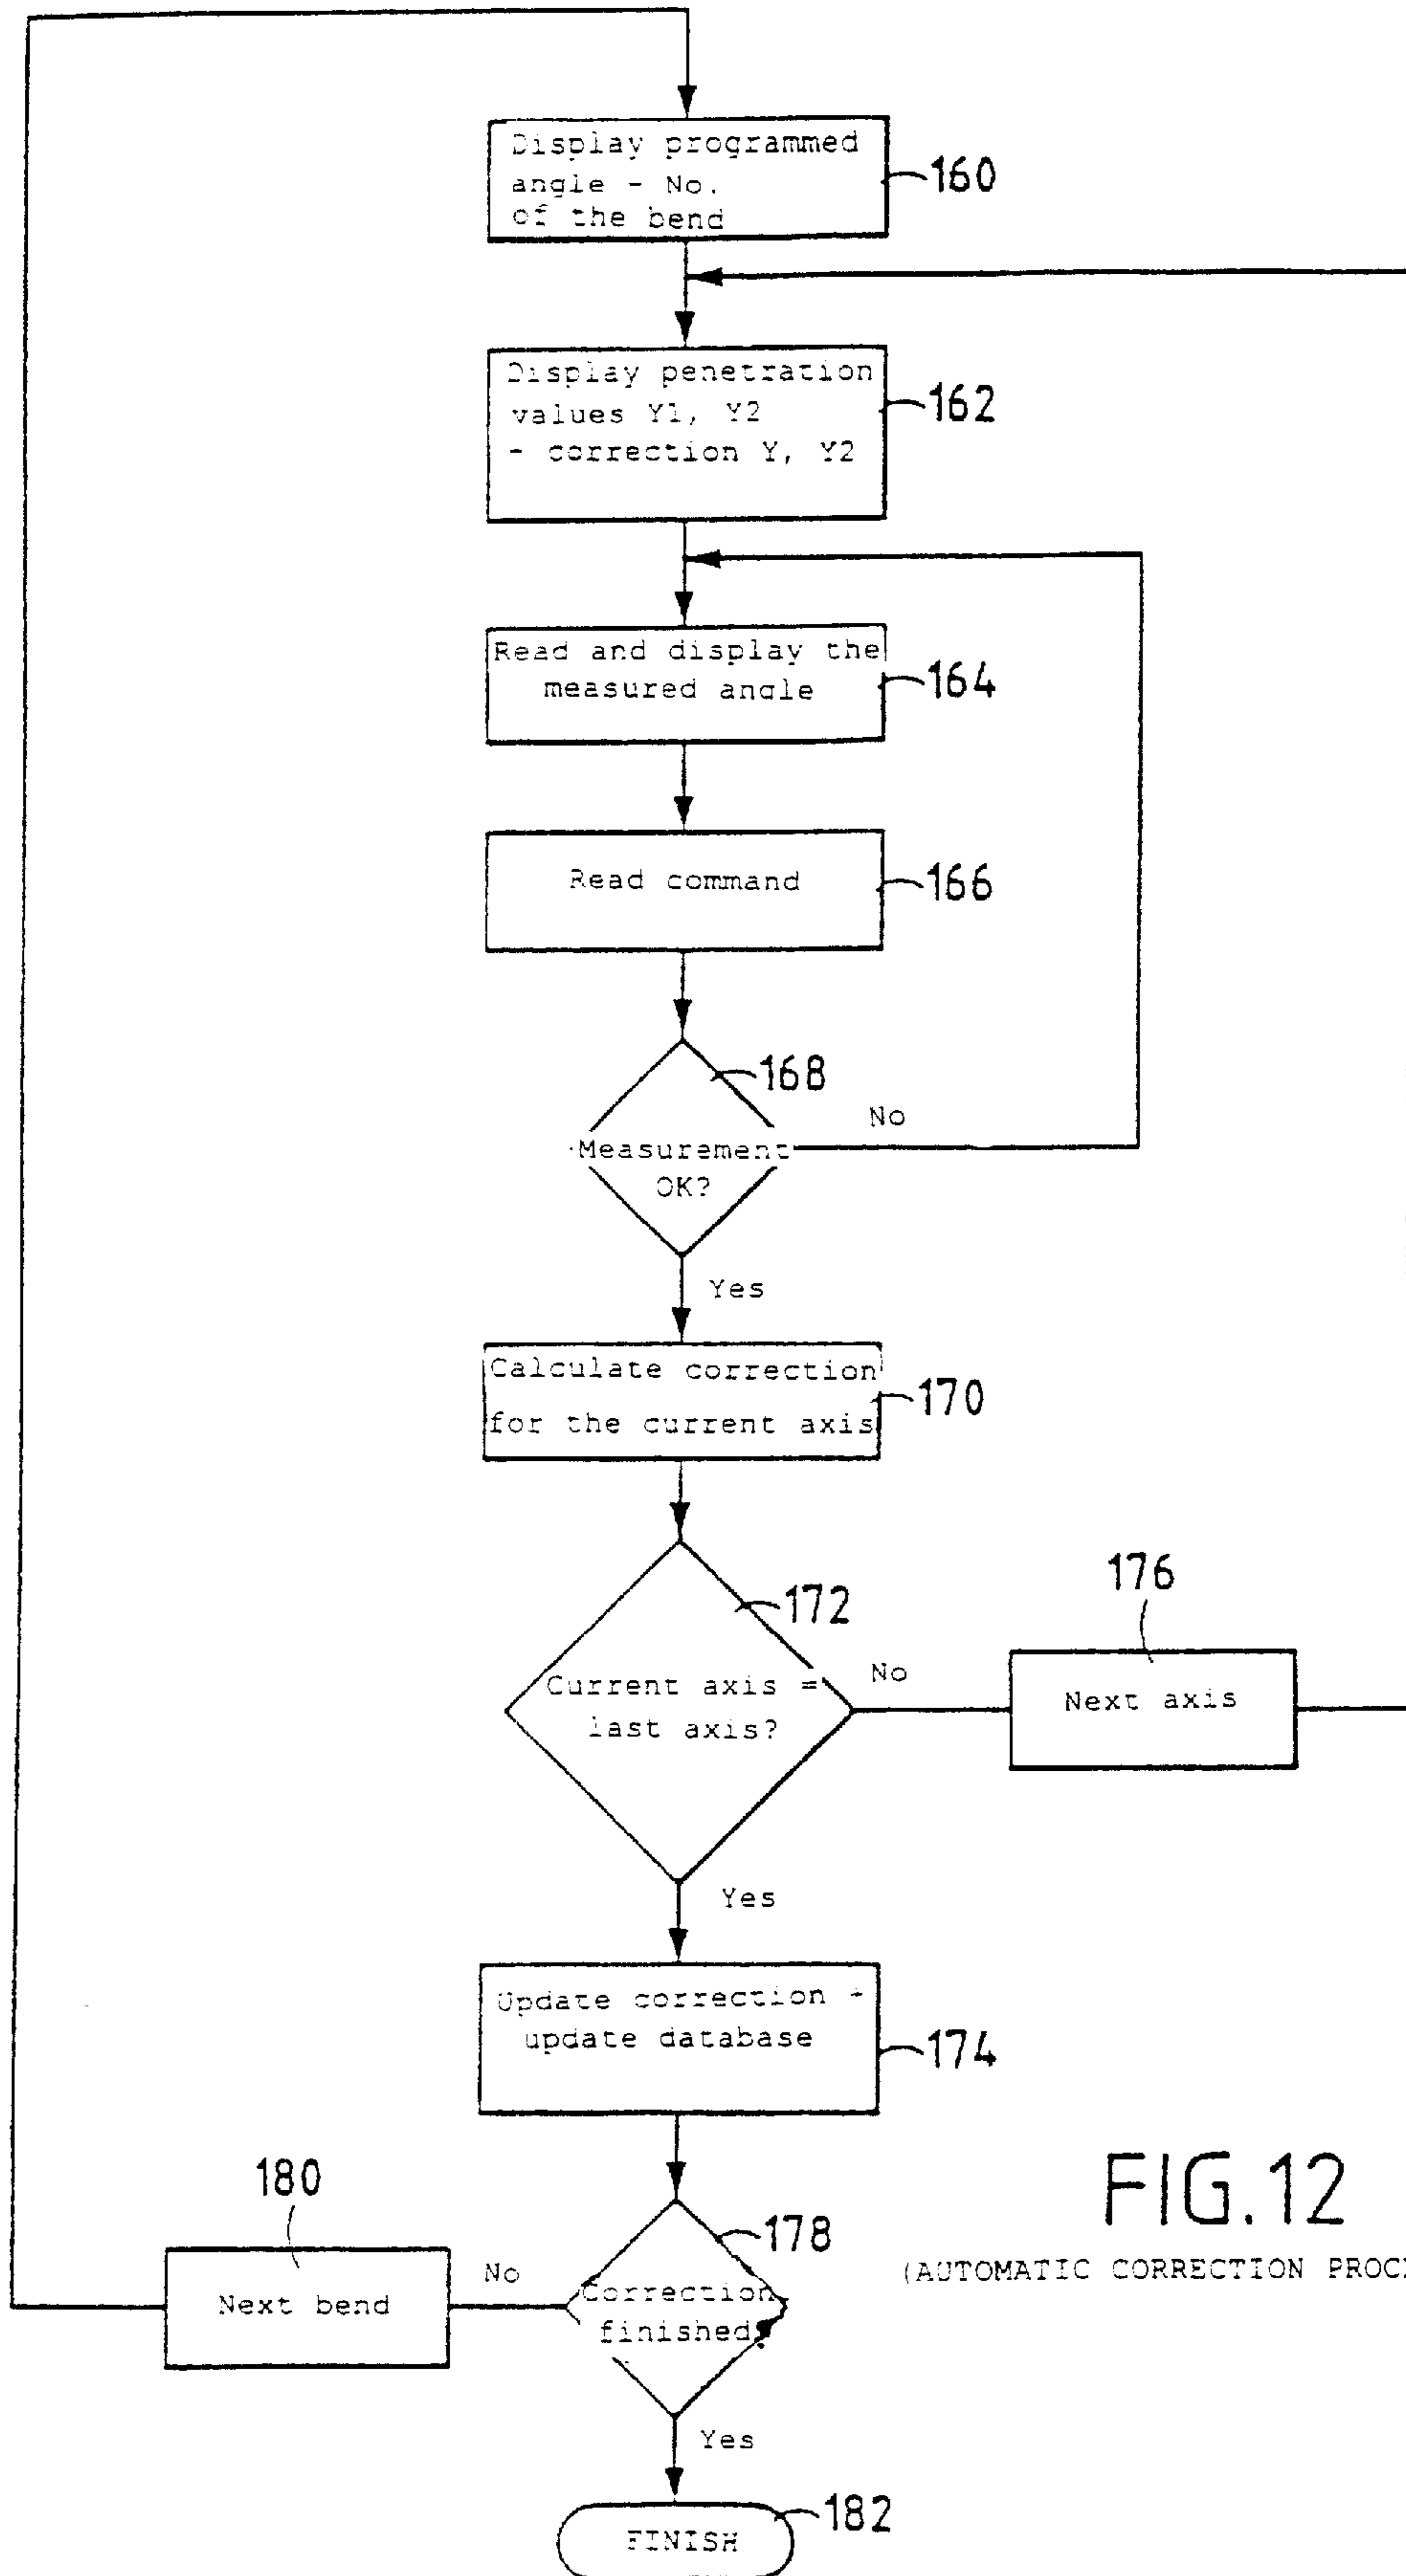 Display programmed
angle - No.
of the bend
160
Display penetration
values Y1, Y2
- correction Y, Y2
162
Read and display the
measured angle
164
Read command
166
168
Measurement
OK?
No
Yes
Calculate correction
for the current axis
170
172
Current axis =
last axis?
No
176
Next axis
Yes
Update correction +
update database
174
180
Next bend
No
178
Correction
finished?
FIG.12
(AUTOMATIC CORRECTION PROC
Yes
182
FINISH